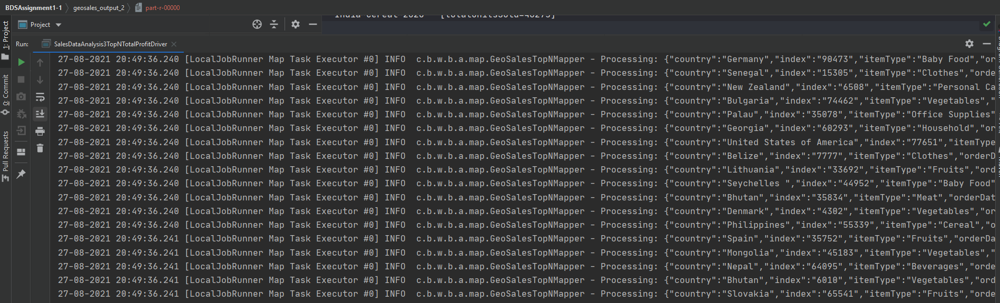 BDSAssignment1-1 geosales_output_2 part-r-00000
1: Project
0: Commit
Pull Requests
Project
Run: SalesDataAnalysis3TopNTotalProfitDriver
27-08-2021 20:49:36.240 [LocalJobRunner Map Task Executor #0] INFO  c.b.w.b.a.map.GeoSalesTopNMapper - Processing: {"country":"Germany","index":"90473","itemType":"Baby Food","or
27-08-2021 20:49:36.240 [LocalJobRunner Map Task Executor #0] INFO  c.b.w.b.a.map.GeoSalesTopNMapper - Processing: {"country":"Senegal","index":"15305","itemType":"Clothes","orde
27-08-2021 20:49:36.240 [LocalJobRunner Map Task Executor #0] INFO  c.b.w.b.a.map.GeoSalesTopNMapper - Processing: {"country":"New Zealand","index":"6508","itemType":"Personal Ca
27-08-2021 20:49:36.240 [LocalJobRunner Map Task Executor #0] INFO  c.b.w.b.a.map.GeoSalesTopNMapper - Processing: {"country":"Bulgaria","index":"74462","itemType":"Vegetables","
27-08-2021 20:49:36.240 [LocalJobRunner Map Task Executor #0] INFO  c.b.w.b.a.map.GeoSalesTopNMapper - Processing: {"country":"Palau","index":"35078","itemType":"Office Supplies"
27-08-2021 20:49:36.240 [LocalJobRunner Map Task Executor #0] INFO  c.b.w.b.a.map.GeoSalesTopNMapper - Processing: {"country":"Georgia","index":"60293","itemType":"Household","or
27-08-2021 20:49:36.240 [LocalJobRunner Map Task Executor #0] INFO  c.b.w.b.a.map.GeoSalesTopNMapper - Processing: {"country":"United States of America","index":"77651","itemType
27-08-2021 20:49:36.240 [LocalJobRunner Map Task Executor #0] INFO  c.b.w.b.a.map.GeoSalesTopNMapper - Processing: {"country":"Belize","index":"7777","itemType":"Clothes","orderD
27-08-2021 20:49:36.240 [LocalJobRunner Map Task Executor #0] INFO  c.b.w.b.a.map.GeoSalesTopNMapper - Processing: {"country":"Lithuania","index":"33692","itemType":"Fruits","ord
27-08-2021 20:49:36.240 [LocalJobRunner Map Task Executor #0] INFO  c.b.w.b.a.map.GeoSalesTopNMapper - Processing: {"country":"Seychelles ","index":"44952","itemType":"Baby Food"
27-08-2021 20:49:36.240 [LocalJobRunner Map Task Executor #0] INFO  c.b.w.b.a.map.GeoSalesTopNMapper - Processing: {"country":"Bhutan","index":"35834","itemType":"Meat","orderDat
27-08-2021 20:49:36.240 [LocalJobRunner Map Task Executor #0] INFO  c.b.w.b.a.map.GeoSalesTopNMapper - Processing: {"country":"Denmark","index":"4302","itemType":"Vegetables","or
27-08-2021 20:49:36.240 [LocalJobRunner Map Task Executor #0] INFO  c.b.w.b.a.map.GeoSalesTopNMapper - Processing: {"country":"Philippines","index":"55339","itemType":"Cereal","o
27-08-2021 20:49:36.241 [LocalJobRunner Map Task Executor #0] INFO  c.b.w.b.a.map.GeoSalesTopNMapper - Processing: {"country":"Spain","index":"35752","itemType":"Fruits","orderDa
27-08-2021 20:49:36.241 [LocalJobRunner Map Task Executor #0] INFO  c.b.w.b.a.map.GeoSalesTopNMapper - Processing: {"country":"Mongolia","index":"45183","itemType":"Vegetables","
27-08-2021 20:49:36.241 [LocalJobRunner Map Task Executor #0] INFO  c.b.w.b.a.map.GeoSalesTopNMapper - Processing: {"country":"Nepal","index":"64095","itemType":"Beverages","orde
27-08-2021 20:49:36.241 [LocalJobRunner Map Task Executor #0] INFO  c.b.w.b.a.map.GeoSalesTopNMapper - Processing: {"country":"Bhutan","index":"6010","itemType":"Vegetables","or
27-08-2021 20:49:36.241 [LocalJobRunner Map Task Executor #0] INFO  c.b.w.b.a.map.GeoSalesTopNMapper - Processing: {"country":"Slovakia","index":"65541","itemType":"Fruits","orde